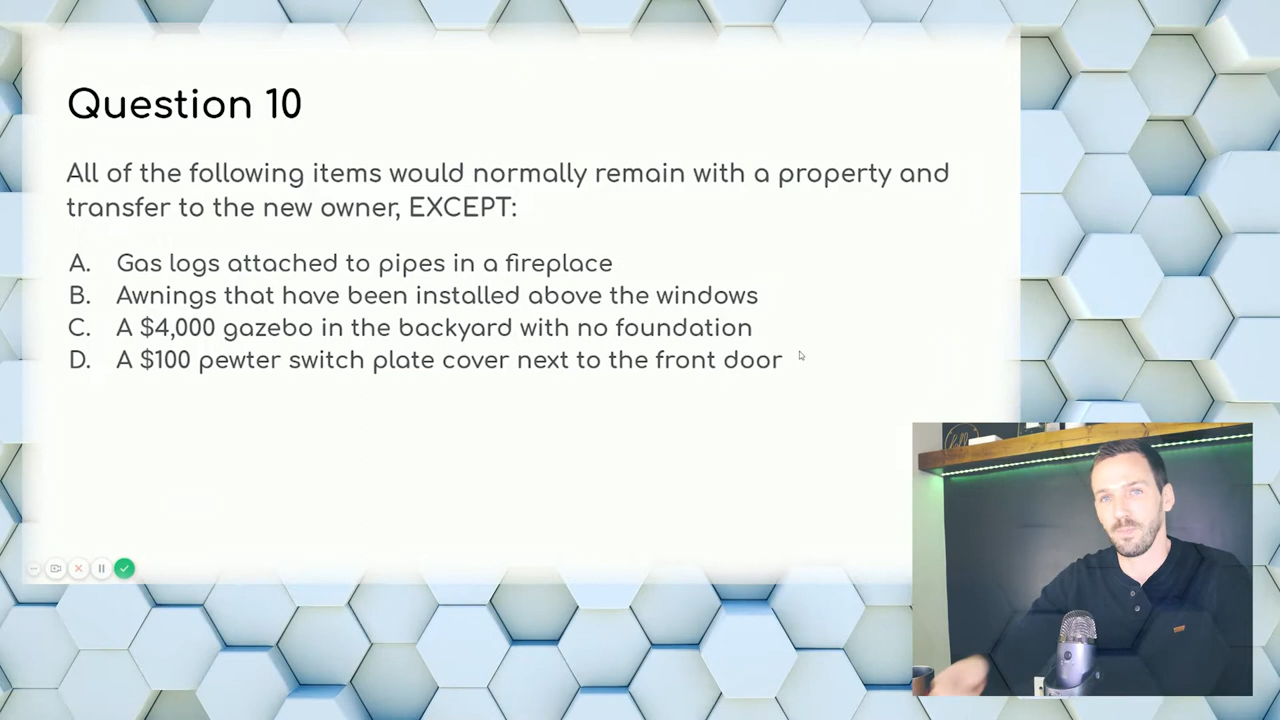 Question 10
All of the following items would normally remain with a property and
transfer to the new owner, EXCEPT:
A. Gas logs attached to pipes in a fireplace
B. Awnings that have been installed above the windows
C. A $4,000 gazebo in the backyard with no foundation
D. A $100 pewter switch plate cover next to the front door